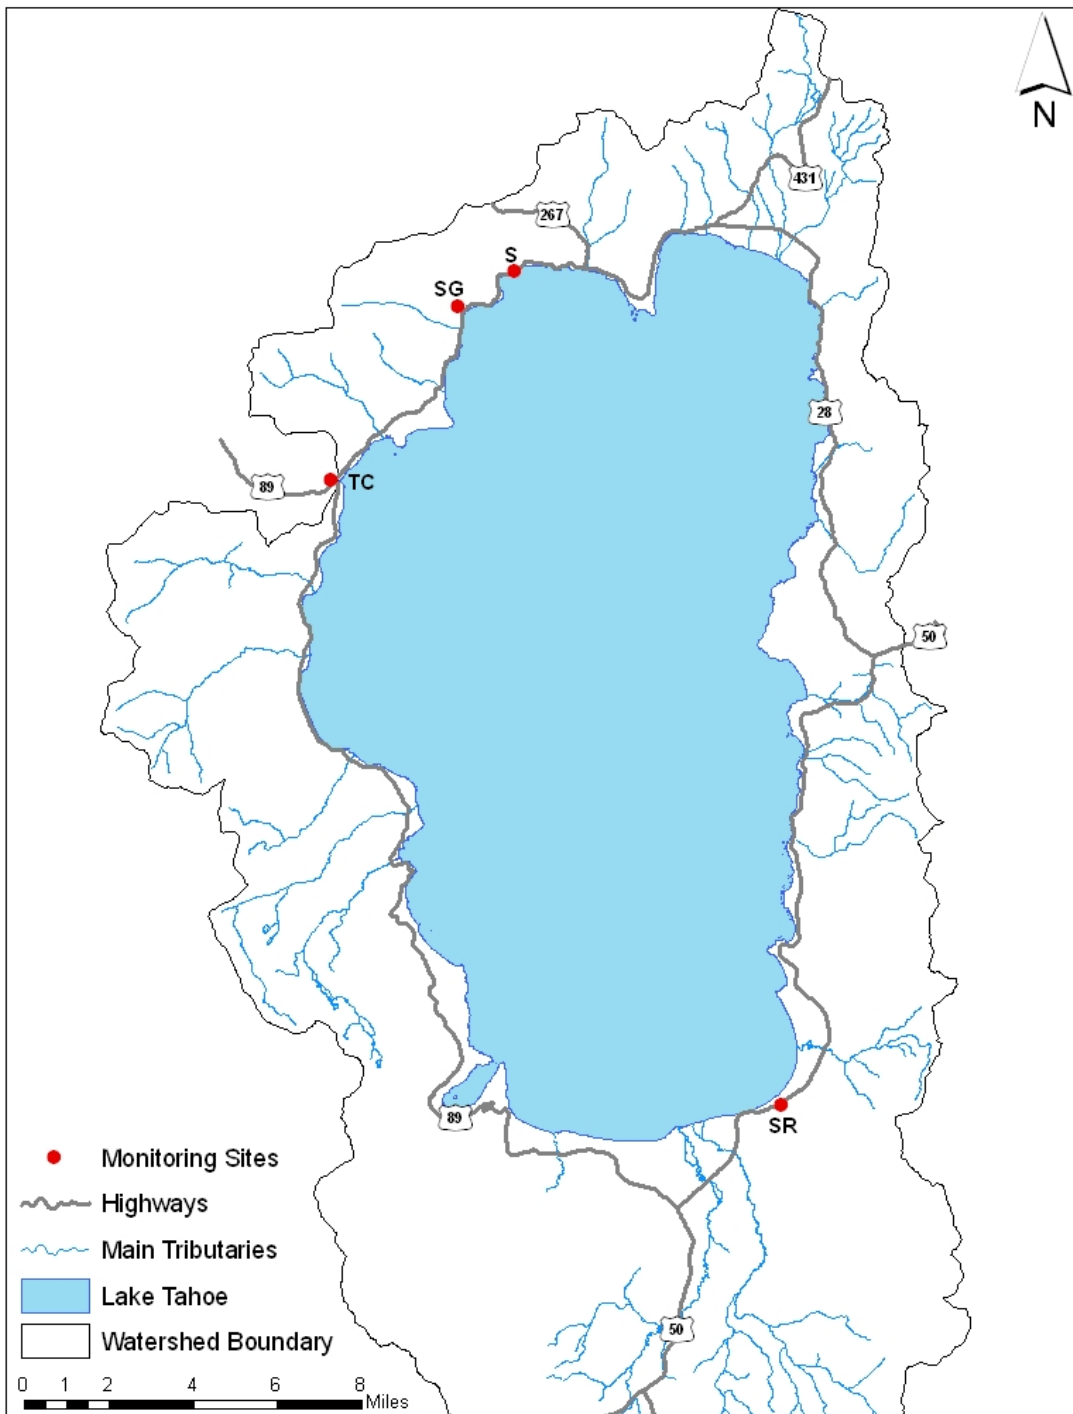 N
431
267
S
SG
28
89
TC
50
89
SR
Monitoring Sites
Highways
Main Tributaries
Lake Tahoe
Watershed Boundary
50
0 1 2 4 6 8
Miles